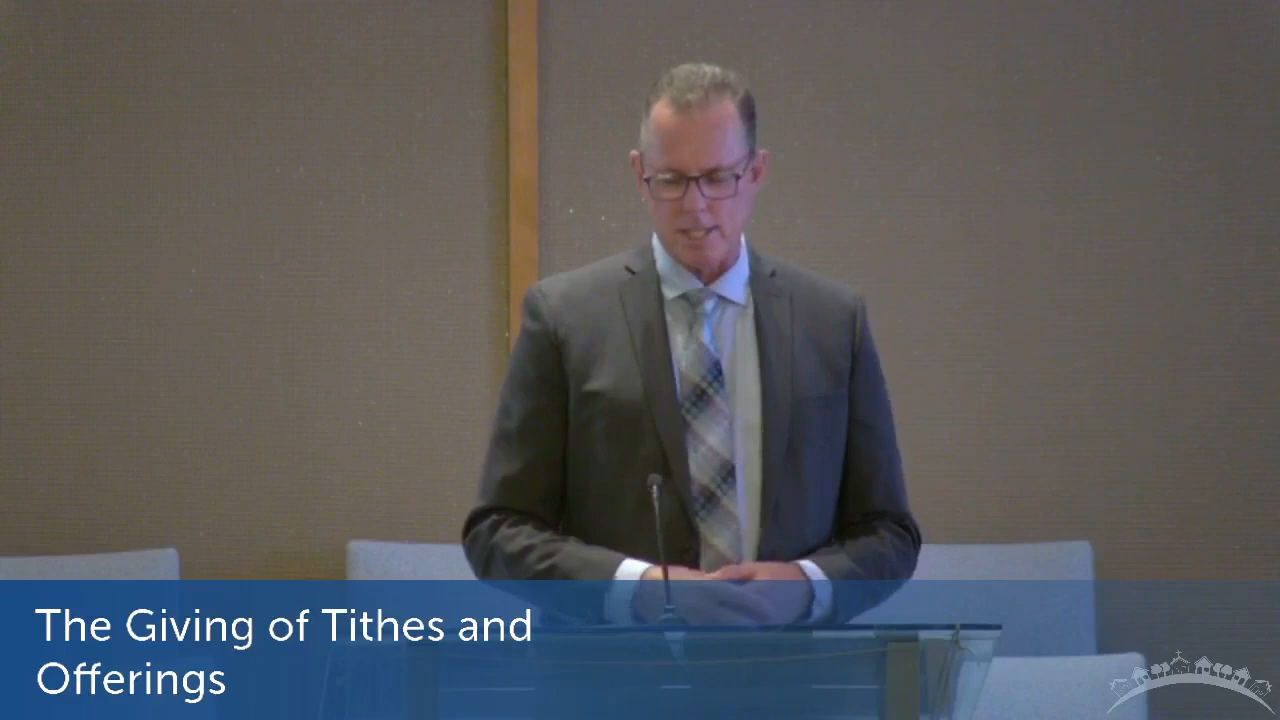 The Giving of Tithes and
Offerings